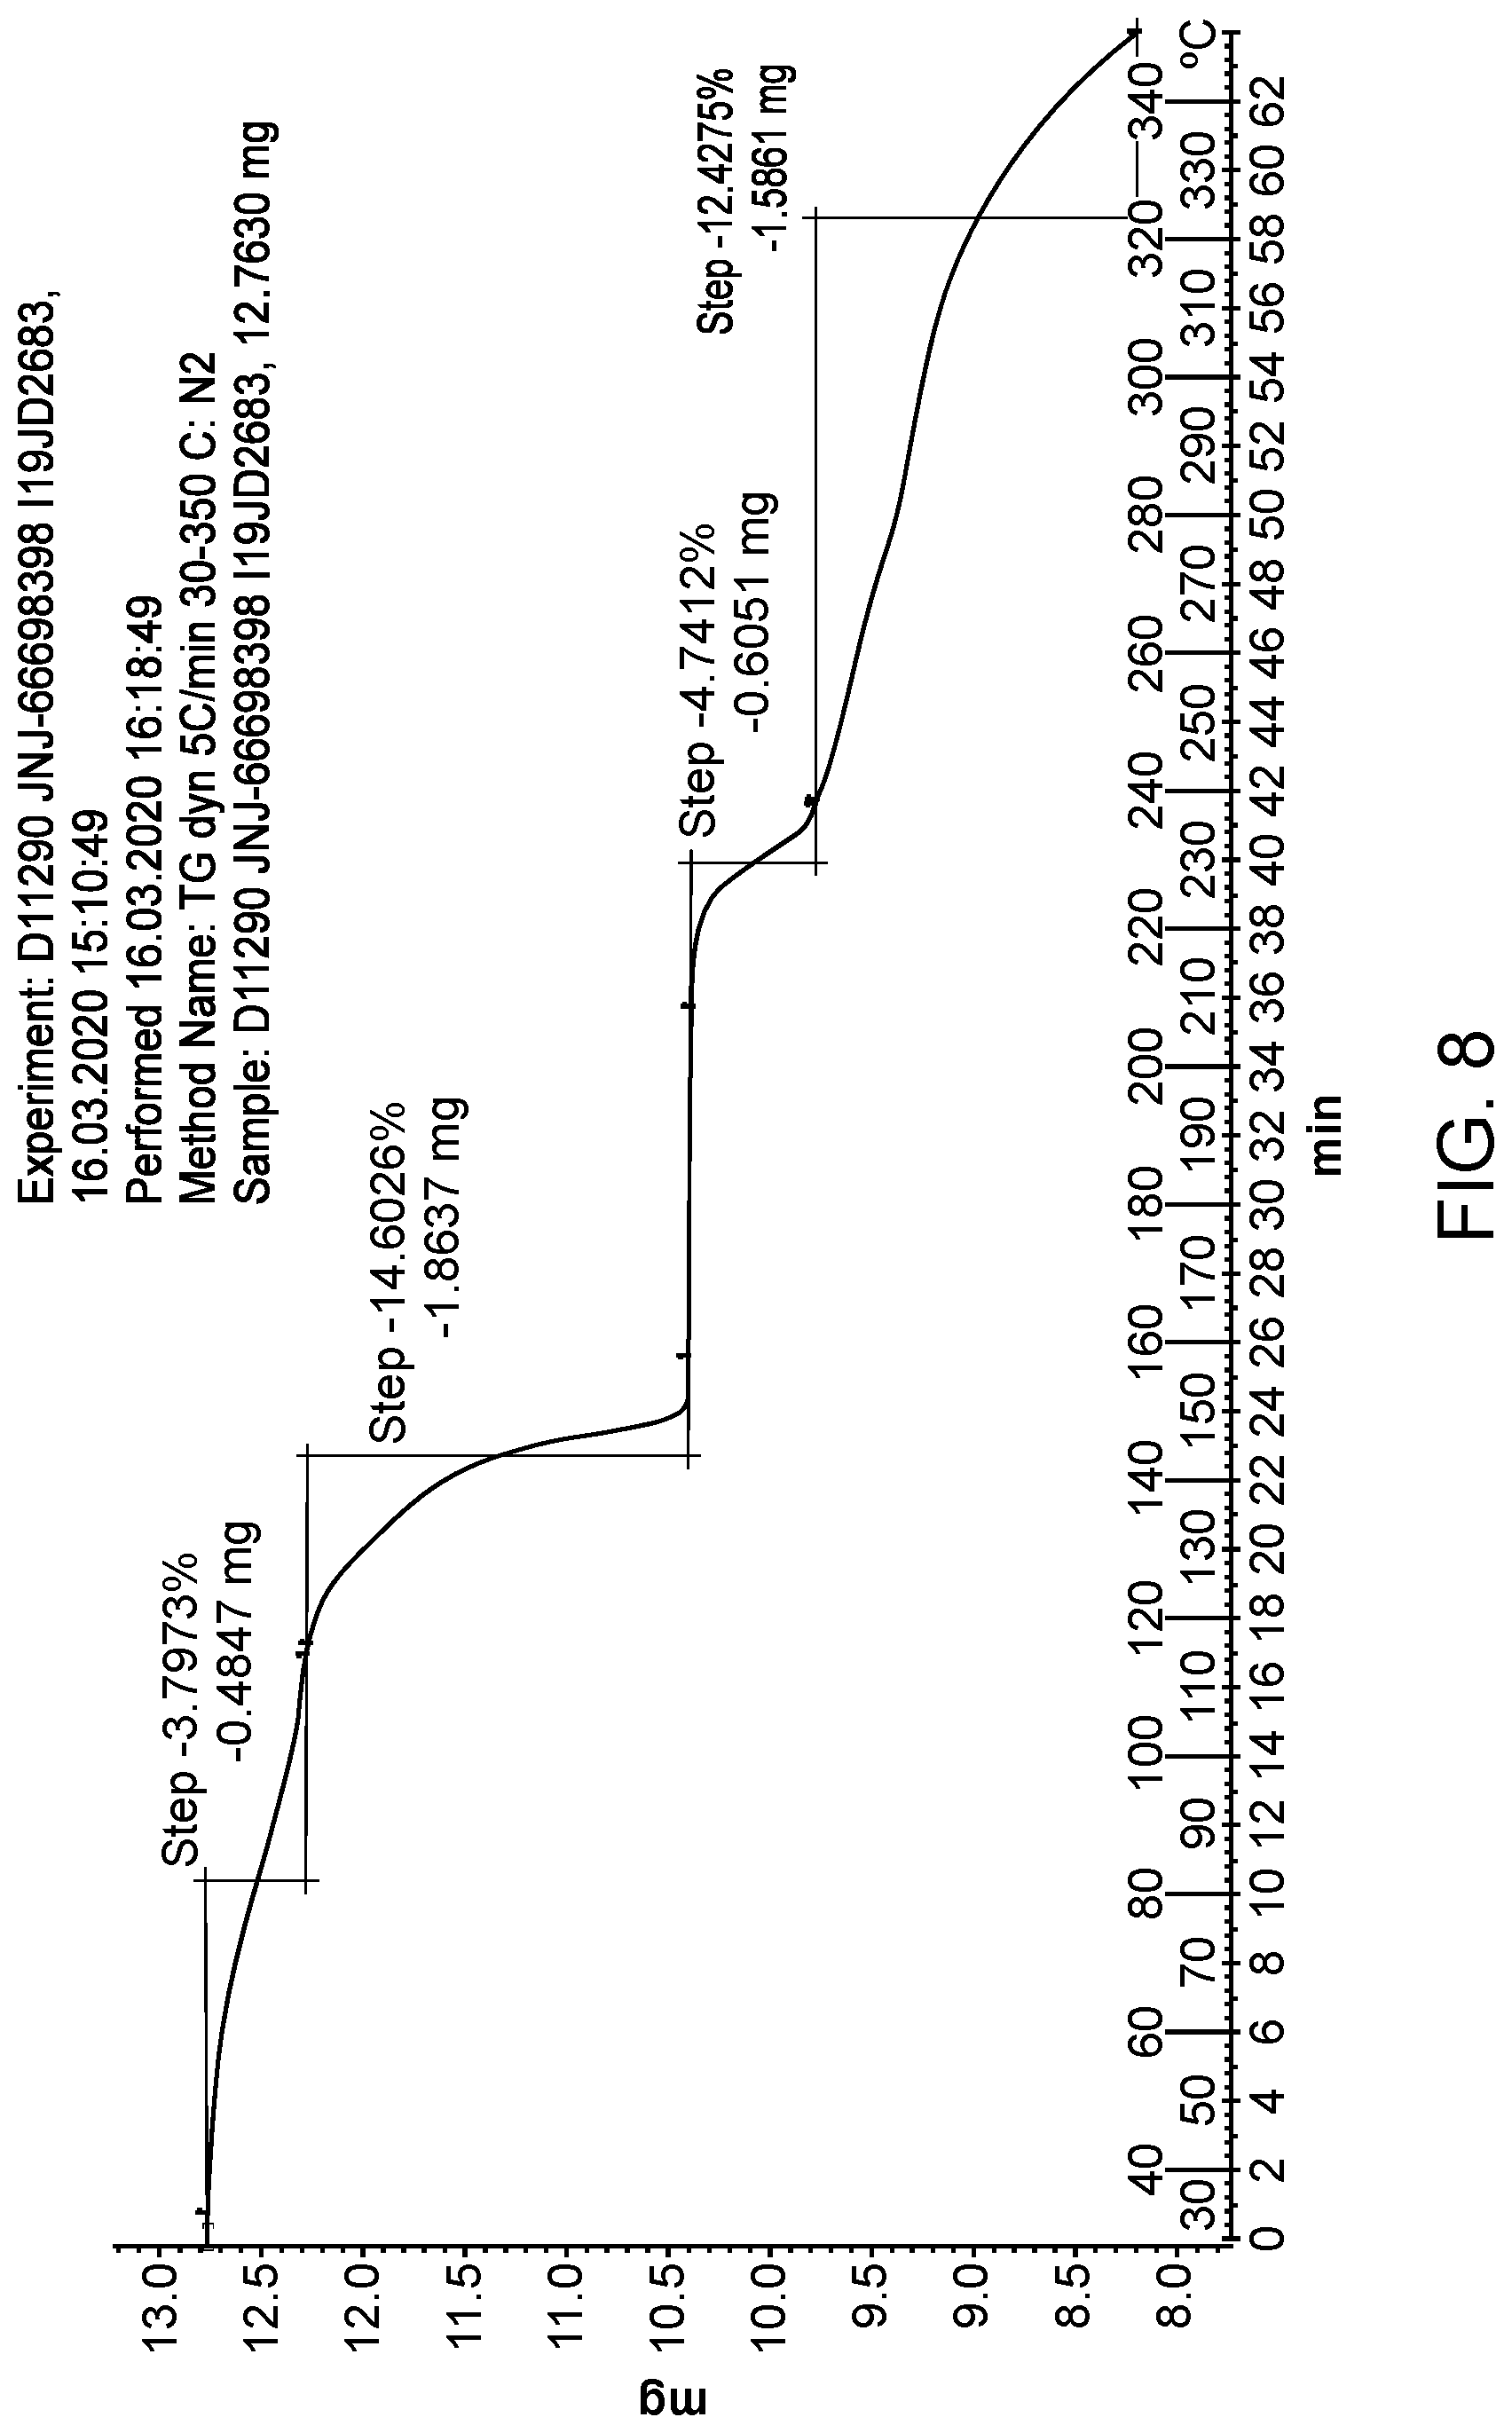 Experiment: D11290 JNJ-66698398 I19JD2683,
16.03.2020 15:10:49
Performed 16.03.2020 16:18:49
Method Name: TG dyn 5C/min 30-350 C: N2
Sample: D11290 JNJ-66698398 I19JD2683, 12.7630 mg
Step -3.7973%
-0.4847 mg
Step -14.6026%
-1.8637 mg
Step -4.7412%
-0.6051 mg
Step -12.4275%
-1.5861 mg
mg
13.0
12.5
12.0
11.5
11.0
10.5
10.0
9.5
9.0
8.5
8.0
40 60 80 100 120 140 160 180 200 220 240 260 280 300 320 340
30 50 70 90 110 130 150 170 190 210 230 250 270 290 310 330 ºC
0 2 4 6 8 10 12 14 16 18 20 22 24 26 28 30 32 34 36 38 40 42 44 46 48 50 52 54 56 58 60 62
min
FIG. 8